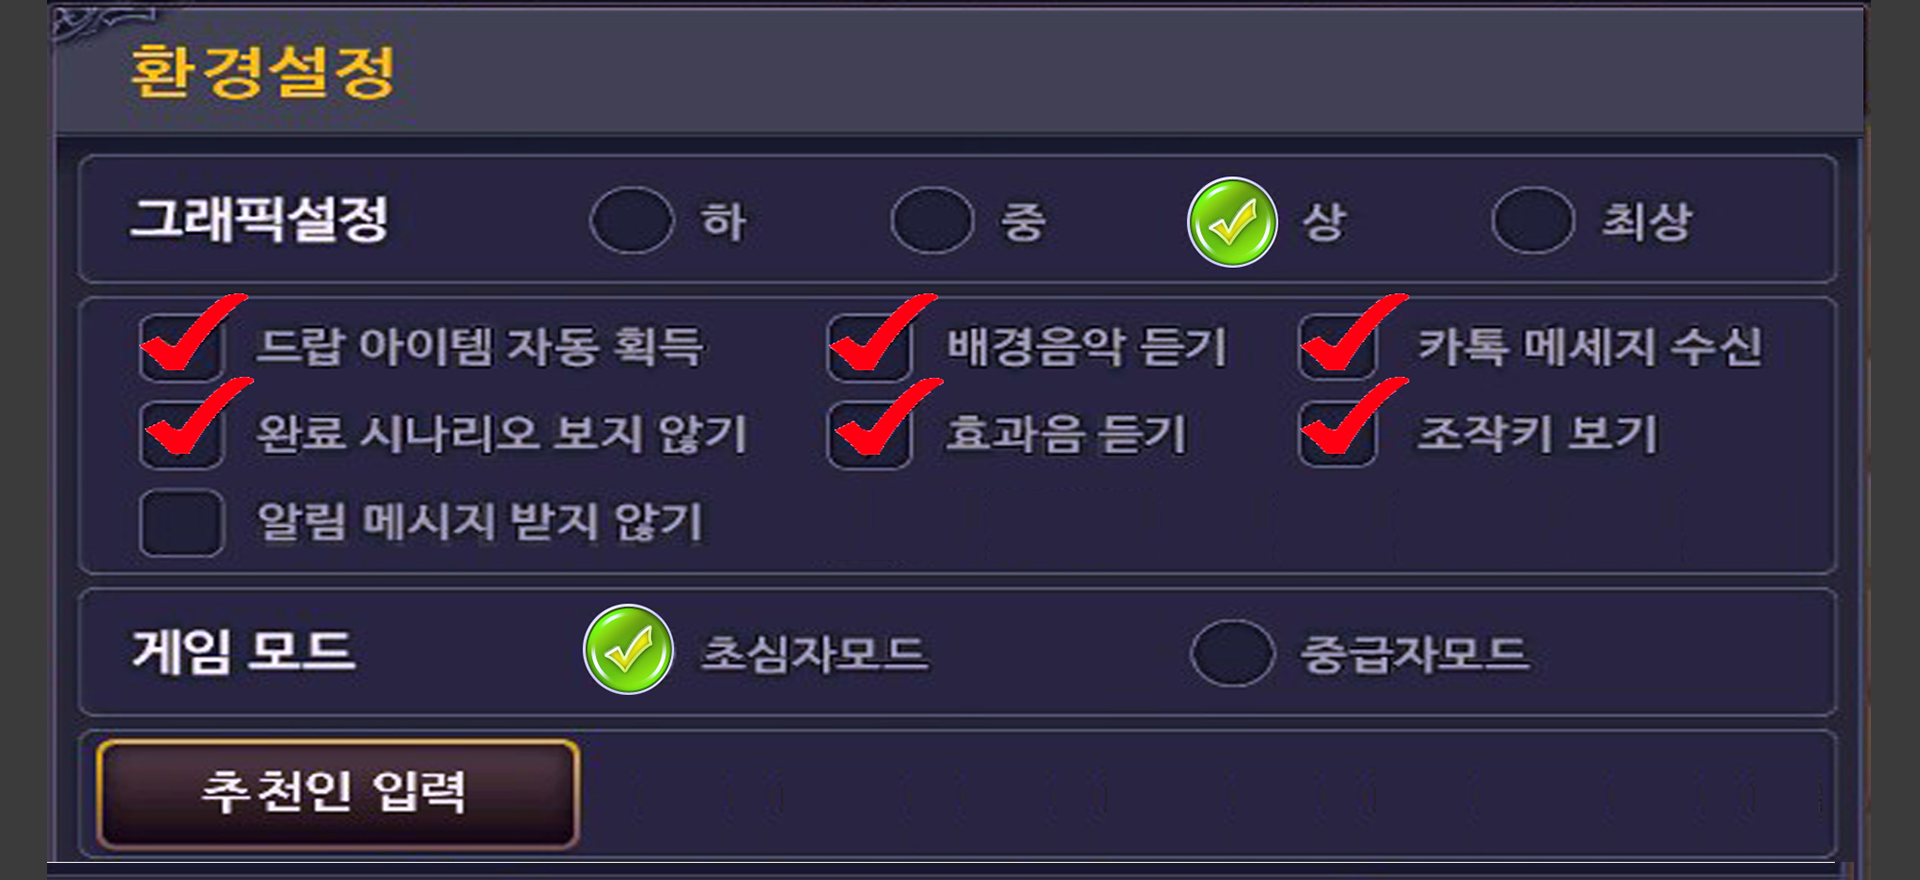 환경설정
그래픽설정 하 중 상 최상
드랍 아이템 자동 획득 배경음악 듣기 카톡 메세지 수신
완료 시나리오 보지 않기 효과음 듣기 조작키 보기
알림 메시지 받지 않기
게임 모드 초심자모드 중급자모드
추천인 입력